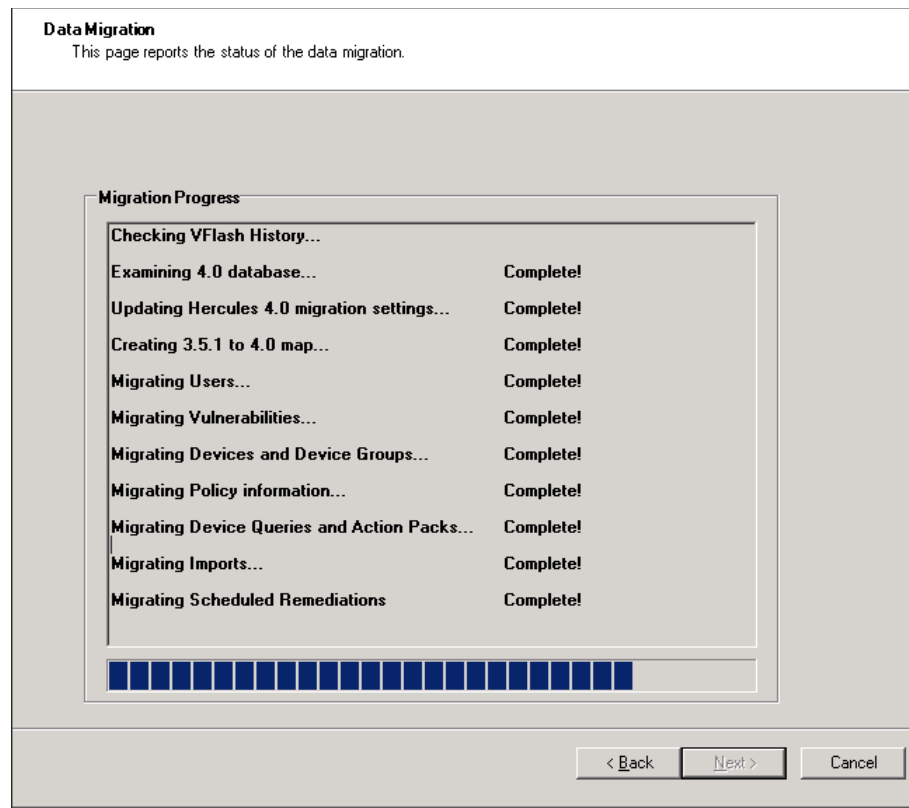 Data Migration
This page reports the status of the data migration.
Migration Progress
Checking VFlash History...
Examining 4.0 database... Complete!
Updating Hercules 4.0 migration settings... Complete!
Creating 3.5.1 to 4.0 map... Complete!
Migrating Users... Complete!
Migrating Vulnerabilities... Complete!
Migrating Devices and Device Groups... Complete!
Migrating Policy information... Complete!
Migrating Device Queries and Action Packs... Complete!
Migrating Imports... Complete!
Migrating Scheduled Remediations Complete!
< Back Next > Cancel